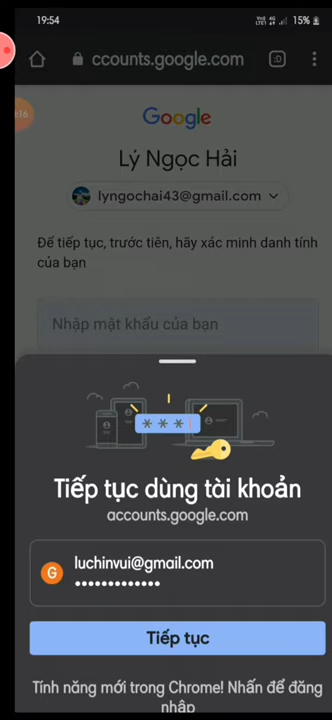 19:54
15%
ccounts.google.com
:D
:16
Google
Lý Ngọc Hải
lyngochai43@gmail.com
Để tiếp tục, trước tiên, hãy xác minh danh tính
của bạn
Nhập mật khẩu của bạn
***
Tiếp tục dùng tài khoản
accounts.google.com
G
luchinvui@gmail.com
•••••••••••••
Tiếp tục
Tính năng mới trong Chrome! Nhấn để đăng
nhập